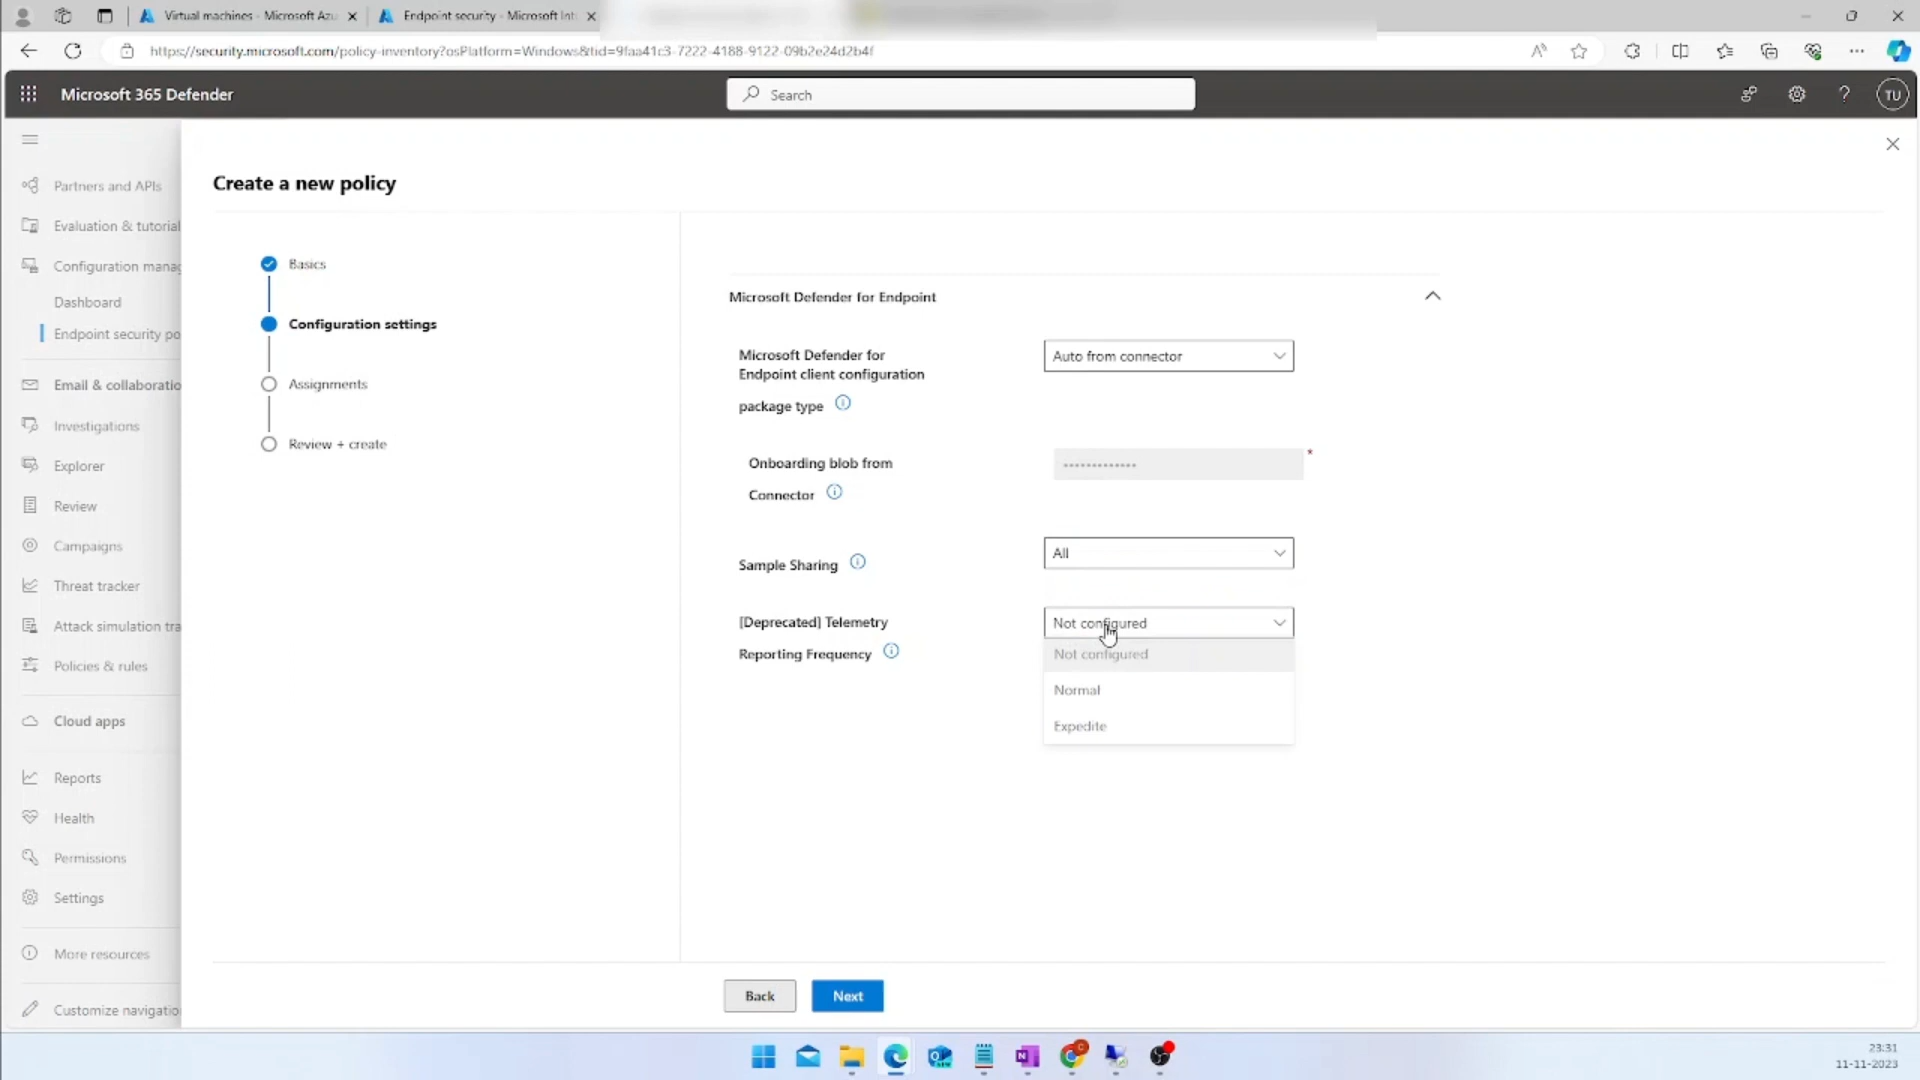 Virtual machines - Microsoft Azu
Endpoint security - Microsoft Int
https://security.microsoft.com/policy-inventory?osPlatform=Windows&tid=9faa41c3-7222-4188-9122-09b2e24d2b4f
Microsoft 365 Defender
Search
TU
Partners and APIs
Evaluation & tutorial
Configuration manag
Dashboard
Endpoint security po
Email & collaboratio
Investigations
Explorer
Review
Campaigns
Threat tracker
Attack simulation tra
Policies & rules
Cloud apps
Reports
Health
Permissions
Settings
More resources
Customize navigatio
Create a new policy
Basics
Configuration settings
Assignments
Review + create
Microsoft Defender for Endpoint
Microsoft Defender for
Endpoint client configuration
package type
Auto from connector
Onboarding blob from
Connector
*
Sample Sharing
All
[Deprecated] Telemetry
Reporting Frequency
Not configured
Not configured
Normal
Expedite
Back
Next
23:31
11-11-2023